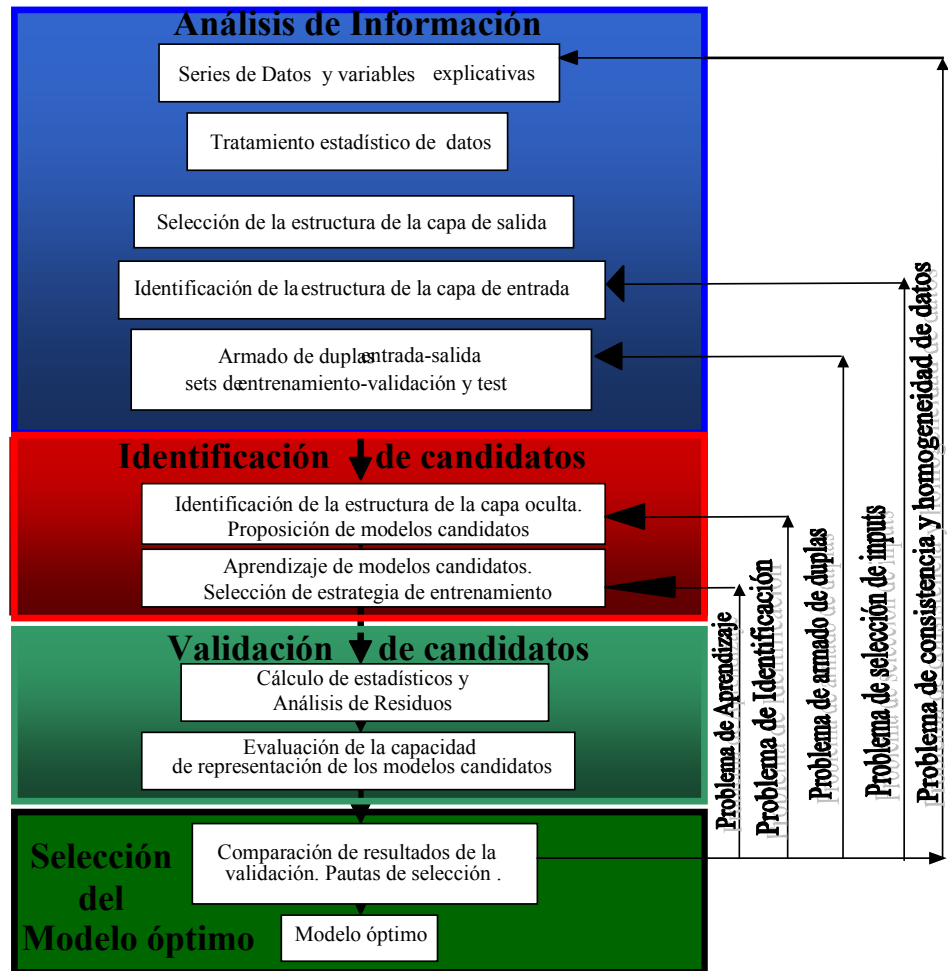 Análisis de Información
Series de Datos y variables explicativas
Tratamiento estadístico de datos
Selección de la estructura de la capa de salida
Identificación de la estructura de la capa de entrada
Armado de duplas entrada-salida
sets de entrenamiento-validación y test
Identificación de candidatos
Identificación de la estructura de la capa oculta.
Proposición de modelos candidatos
Aprendizaje de modelos candidatos.
Selección de estrategia de entrenamiento
Validación de candidatos
Cálculo de estadísticos y
Análisis de Residuos
Evaluación de la capacidad
de representación de los modelos candidatos
Selección
del
Modelo óptimo
Comparación de resultados de la
validación. Pautas de selección .
Modelo óptimo
Problema de Aprendizaje
Problema de Identificación
Problema de armado de duplas
Problema de selección de inputs
Problema de consistencia y homogeneidad de datos